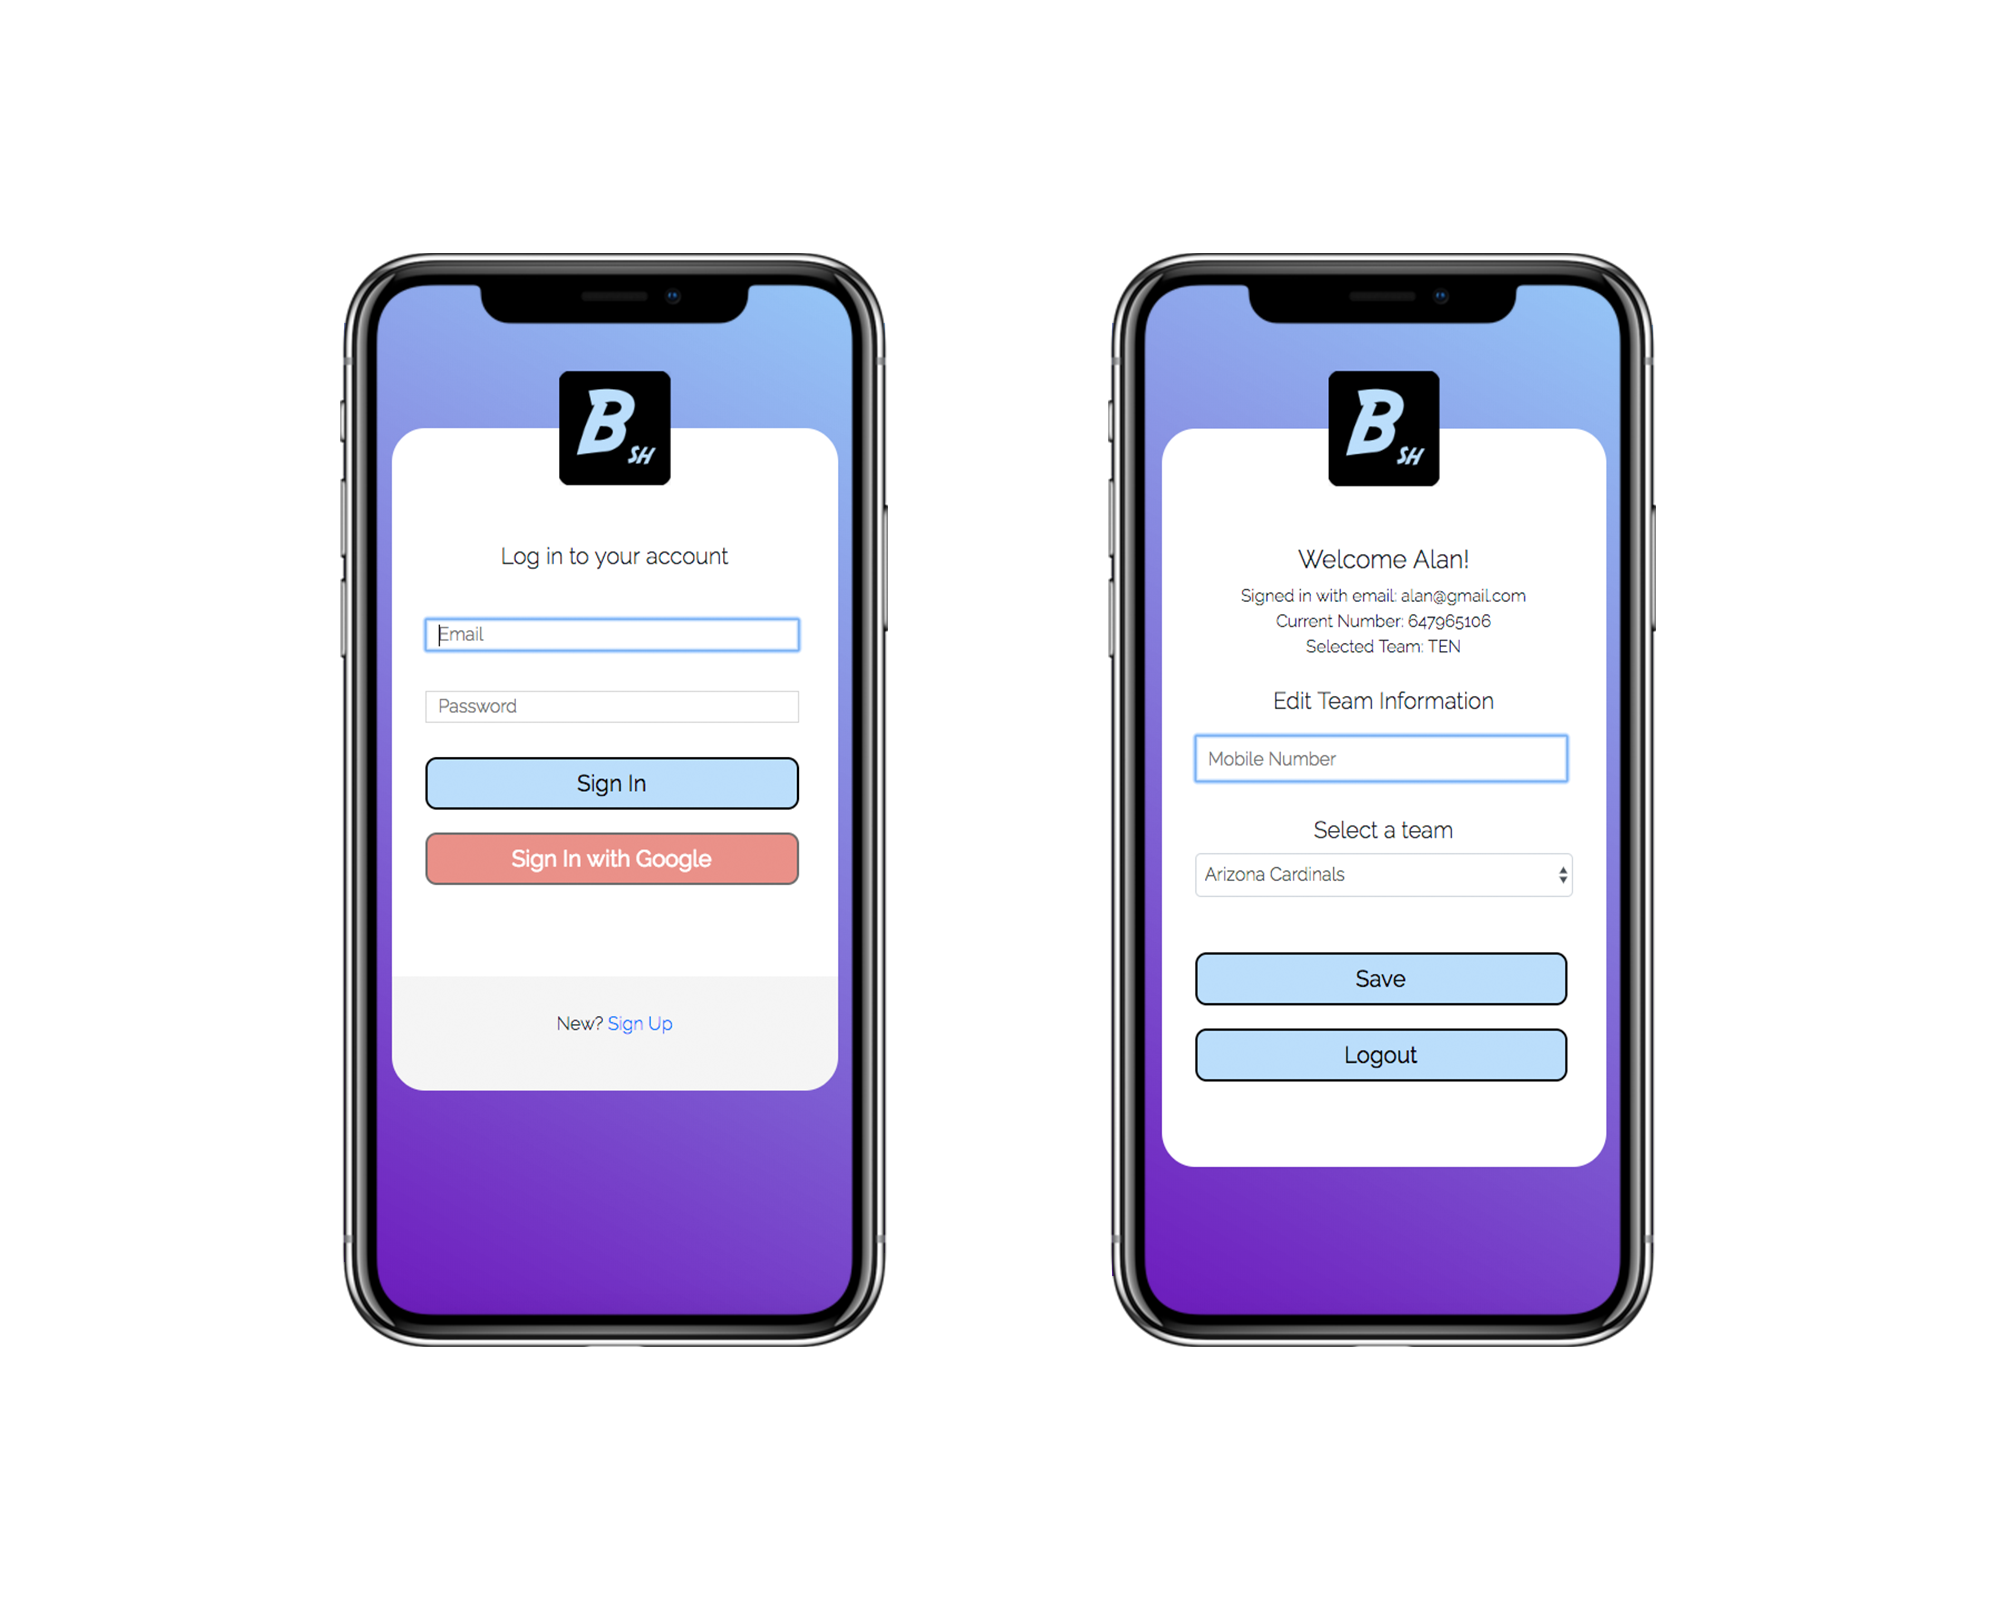 B
SH
Log in to your account
Email
Password
Sign In
Sign In with Google
New? Sign Up
B
SH
Welcome Alan!
Signed in with email: alan@gmail.com
Current Number: 647965106
Selected Team: TEN
Edit Team Information
Mobile Number
Select a team
Arizona Cardinals
Save
Logout